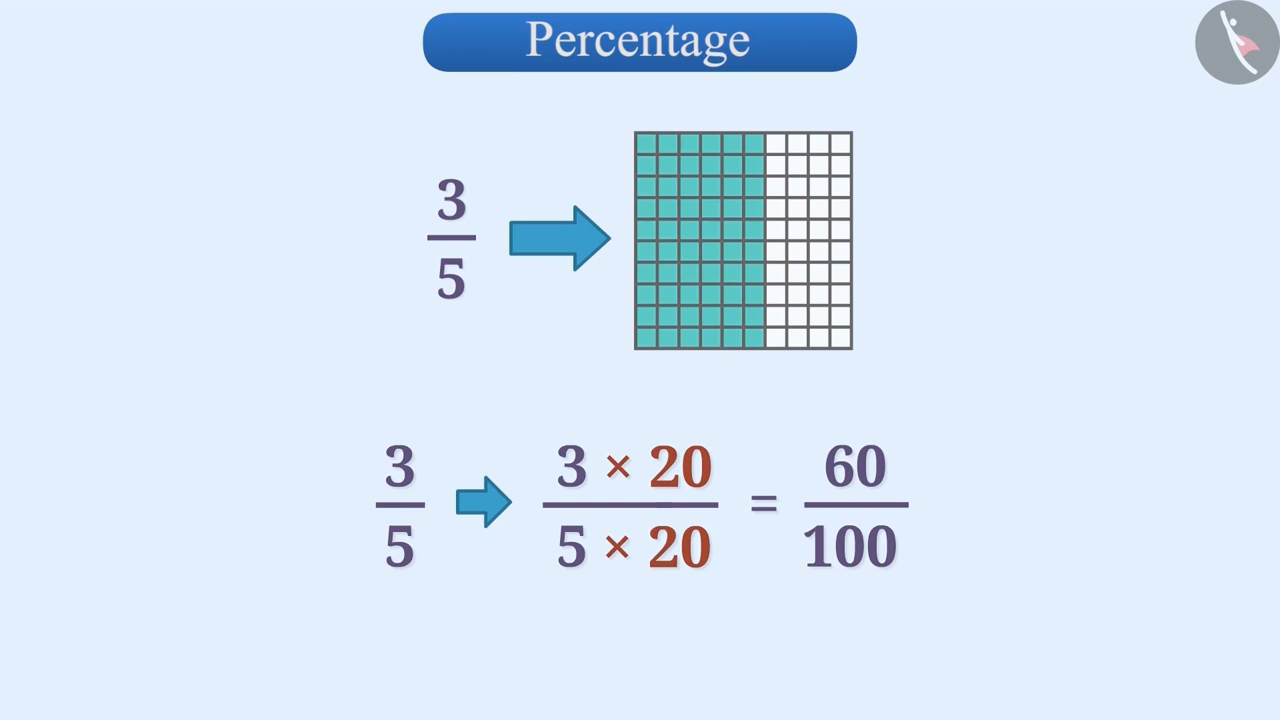 Percentage
3
5
3 3 × 20 = 60
5 5 × 20 100